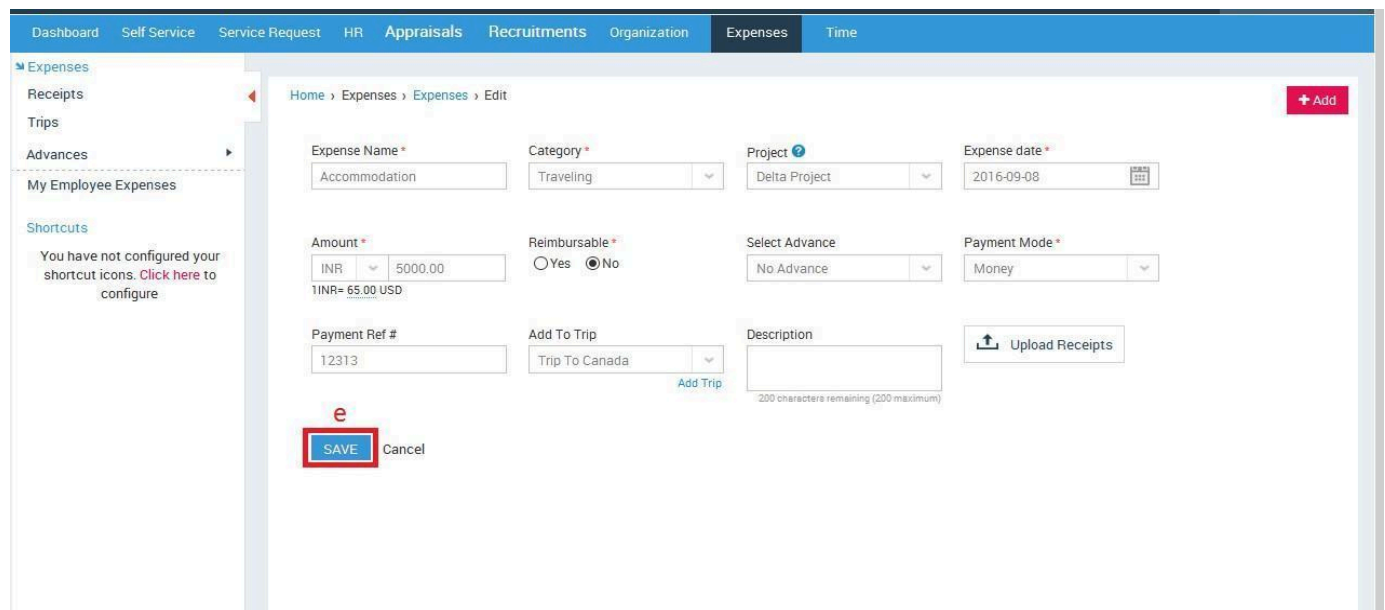 Dashboard Self Service Service Request HR Appraisals Recruitments Organization Expenses Time
Expenses
Receipts
Trips
Advances
My Employee Expenses
Shortcuts
You have not configured your
shortcut icons. Click here to
configure
Home › Expenses › Expenses › Edit
+ Add
Expense Name * Category * Project ? Expense date *
Accommodation Traveling Delta Project 2016-09-08
Amount * Reimbursable * Select Advance Payment Mode *
INR 5000.00 Yes No No Advance Money
1INR= 65.00 USD
Payment Ref # Add To Trip Description
12313 Trip To Canada Upload Receipts
Add Trip
200 characters remaining (200 maximum)
e
SAVE Cancel